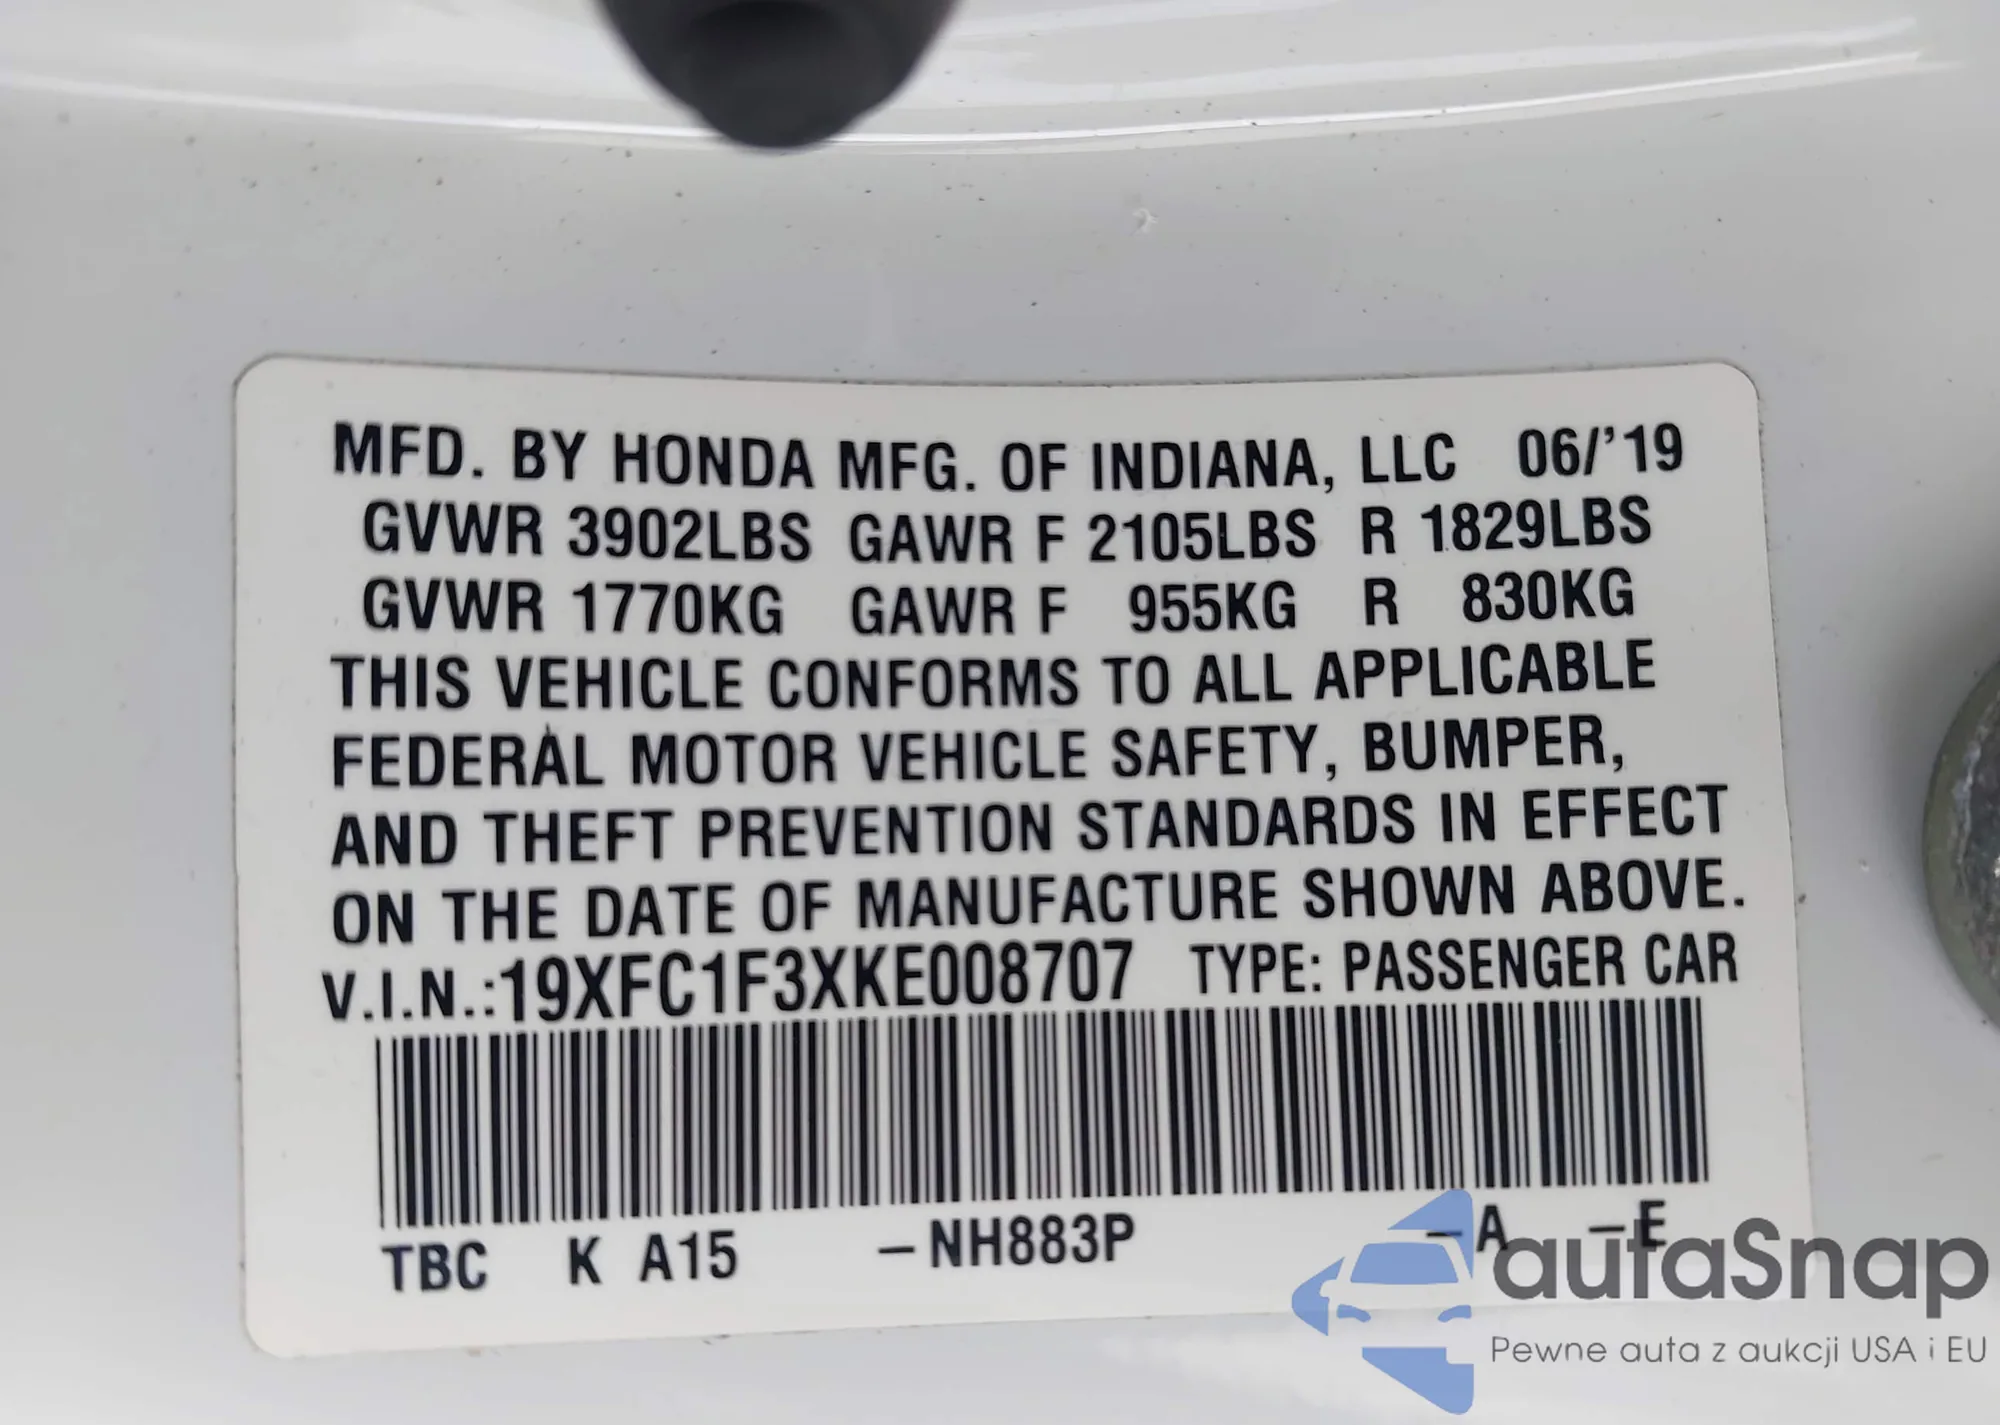 MFD. BY HONDA MFG. OF INDIANA, LLC 06/'19
GVWR 3902LBS GAWR F 2105LBS R 1829LBS
GVWR 1770KG GAWR F 955KG R 830KG
THIS VEHICLE CONFORMS TO ALL APPLICABLE
FEDERAL MOTOR VEHICLE SAFETY, BUMPER,
AND THEFT PREVENTION STANDARDS IN EFFECT
ON THE DATE OF MANUFACTURE SHOWN ABOVE.
V.I.N.:19XFC1F3XKE008707 TYPE: PASSENGER CAR
TBC K A15 –NH883P –A –E
autaSnap
Pewne auta z aukcji USA i EU